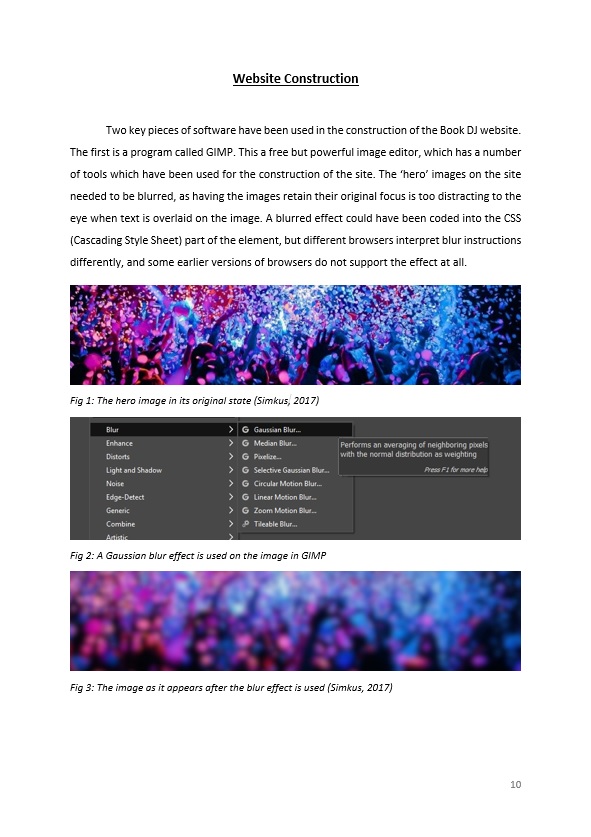 Website Construction
Two key pieces of software have been used in the construction of the Book DJ website.
The first is a program called GIMP. This a free but powerful image editor, which has a number
of tools which have been used for the construction of the site. The ‘hero’ images on the site
needed to be blurred, as having the images retain their original focus is too distracting to the
eye when text is overlaid on the image. A blurred effect could have been coded into the CSS
(Cascading Style Sheet) part of the element, but different browsers interpret blur instructions
differently, and some earlier versions of browsers do not support the effect at all.
Fig 1: The hero image in its original state (Simkus, 2017)
Blur
Enhance
Distorts
Light and Shadow
Noise
Edge-Detect
Generic
Combine
Artistic
Gaussian Blur...
Median Blur...
Pixelize...
Selective Gaussian Blur...
Circular Motion Blur...
Linear Motion Blur...
Zoom Motion Blur...
Tileable Blur...
Performs an averaging of neighboring pixels
with the normal distribution as weighting
Press F1 for more help
Fig 2: A Gaussian blur effect is used on the image in GIMP
Fig 3: The image as it appears after the blur effect is used (Simkus, 2017)
10